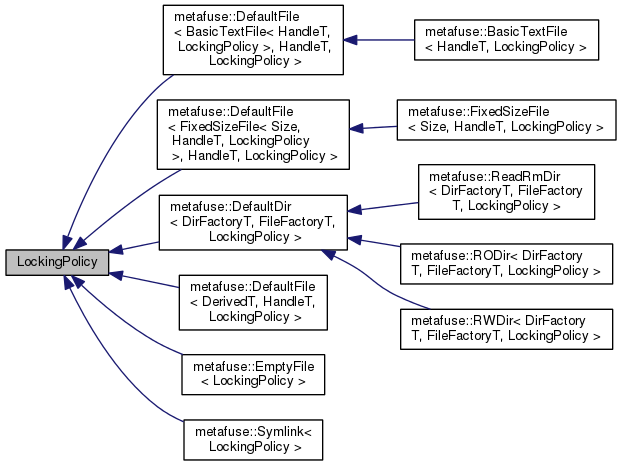 metafuse::DefaultFile
< BasicTextFile< HandleT,
LockingPolicy >, HandleT,
LockingPolicy >
metafuse::BasicTextFile
< HandleT, LockingPolicy >
metafuse::DefaultFile
< FixedSizeFile< Size,
HandleT, LockingPolicy
>, HandleT, LockingPolicy >
metafuse::FixedSizeFile
< Size, HandleT, LockingPolicy >
metafuse::ReadRmDir
< DirFactoryT, FileFactory
T, LockingPolicy >
metafuse::DefaultDir
< DirFactoryT, FileFactoryT,
LockingPolicy >
LockingPolicy
metafuse::RODir< DirFactory
T, FileFactoryT, LockingPolicy >
metafuse::DefaultFile
< DerivedT, HandleT,
LockingPolicy >
metafuse::RWDir< DirFactory
T, FileFactoryT, LockingPolicy >
metafuse::EmptyFile
< LockingPolicy >
metafuse::Symlink<
LockingPolicy >